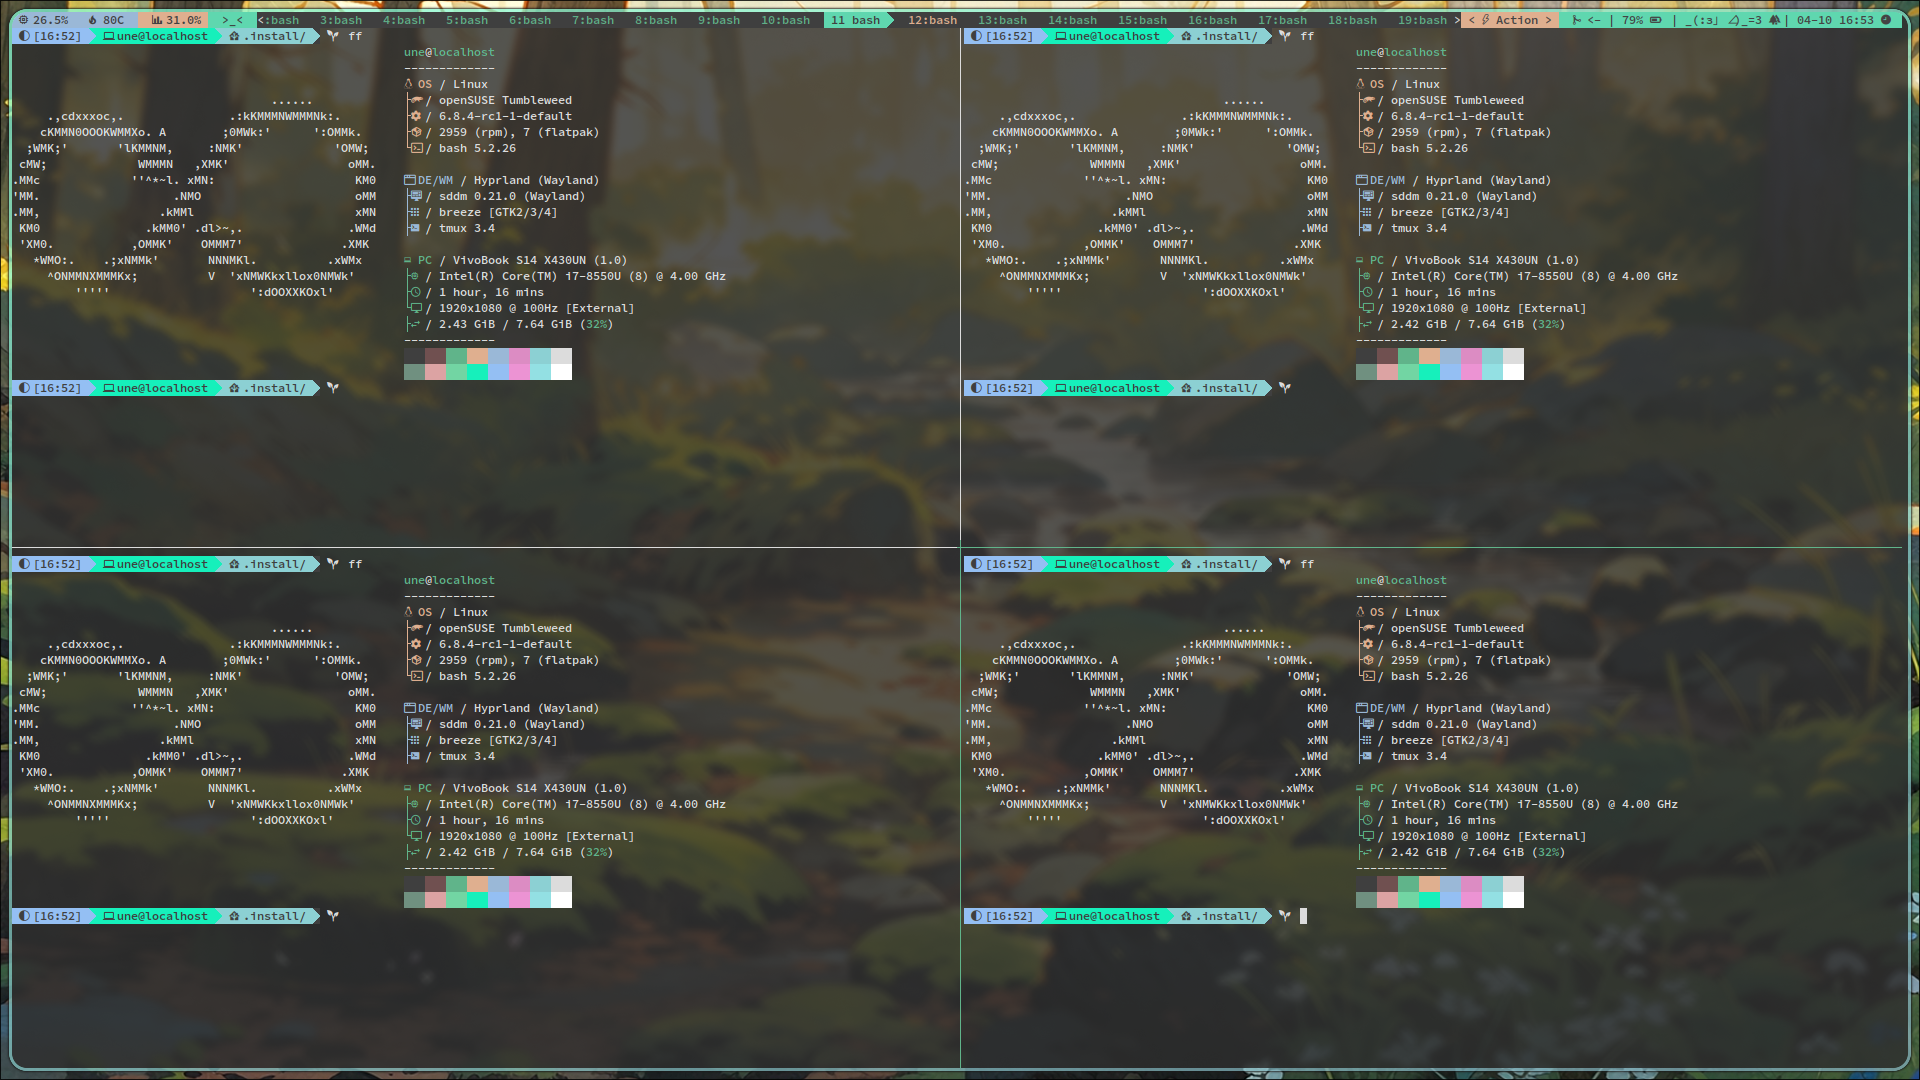 26.5% 80C 31.0% >_< <:bash 3:bash 4:bash 5:bash 6:bash 7:bash 8:bash 9:bash 10:bash 11 bash 12:bash 13:bash 14:bash 15:bash 16:bash 17:bash 18:bash 19:bash > < Action > <- | 79% | _(:з」∠)_=3 | 04-10 16:53
[16:52] une@localhost .install/ ff
une@localhost
-------------
OS / Linux
/ openSUSE Tumbleweed
/ 6.8.4-rc1-1-default
/ 2959 (rpm), 7 (flatpak)
/ bash 5.2.26
DE/WM / Hyprland (Wayland)
/ sddm 0.21.0 (Wayland)
/ breeze [GTK2/3/4]
/ tmux 3.4
PC / VivoBook S14 X430UN (1.0)
/ Intel(R) Core(TM) i7-8550U (8) @ 4.00 GHz
/ 1 hour, 16 mins
/ 1920x1080 @ 100Hz [External]
/ 2.43 GiB / 7.64 GiB (32%)
-------------
[16:52] une@localhost .install/
[16:52] une@localhost .install/ ff
une@localhost
-------------
OS / Linux
/ openSUSE Tumbleweed
/ 6.8.4-rc1-1-default
/ 2959 (rpm), 7 (flatpak)
/ bash 5.2.26
DE/WM / Hyprland (Wayland)
/ sddm 0.21.0 (Wayland)
/ breeze [GTK2/3/4]
/ tmux 3.4
PC / VivoBook S14 X430UN (1.0)
/ Intel(R) Core(TM) i7-8550U (8) @ 4.00 GHz
/ 1 hour, 16 mins
/ 1920x1080 @ 100Hz [External]
/ 2.42 GiB / 7.64 GiB (32%)
-------------
[16:52] une@localhost .install/
[16:52] une@localhost .install/ ff
une@localhost
-------------
OS / Linux
/ openSUSE Tumbleweed
/ 6.8.4-rc1-1-default
/ 2959 (rpm), 7 (flatpak)
/ bash 5.2.26
DE/WM / Hyprland (Wayland)
/ sddm 0.21.0 (Wayland)
/ breeze [GTK2/3/4]
/ tmux 3.4
PC / VivoBook S14 X430UN (1.0)
/ Intel(R) Core(TM) i7-8550U (8) @ 4.00 GHz
/ 1 hour, 16 mins
/ 1920x1080 @ 100Hz [External]
/ 2.42 GiB / 7.64 GiB (32%)
-------------
[16:52] une@localhost .install/
[16:52] une@localhost .install/ ff
une@localhost
-------------
OS / Linux
/ openSUSE Tumbleweed
/ 6.8.4-rc1-1-default
/ 2959 (rpm), 7 (flatpak)
/ bash 5.2.26
DE/WM / Hyprland (Wayland)
/ sddm 0.21.0 (Wayland)
/ breeze [GTK2/3/4]
/ tmux 3.4
PC / VivoBook S14 X430UN (1.0)
/ Intel(R) Core(TM) i7-8550U (8) @ 4.00 GHz
/ 1 hour, 16 mins
/ 1920x1080 @ 100Hz [External]
/ 2.42 GiB / 7.64 GiB (32%)
-------------
[16:52] une@localhost .install/